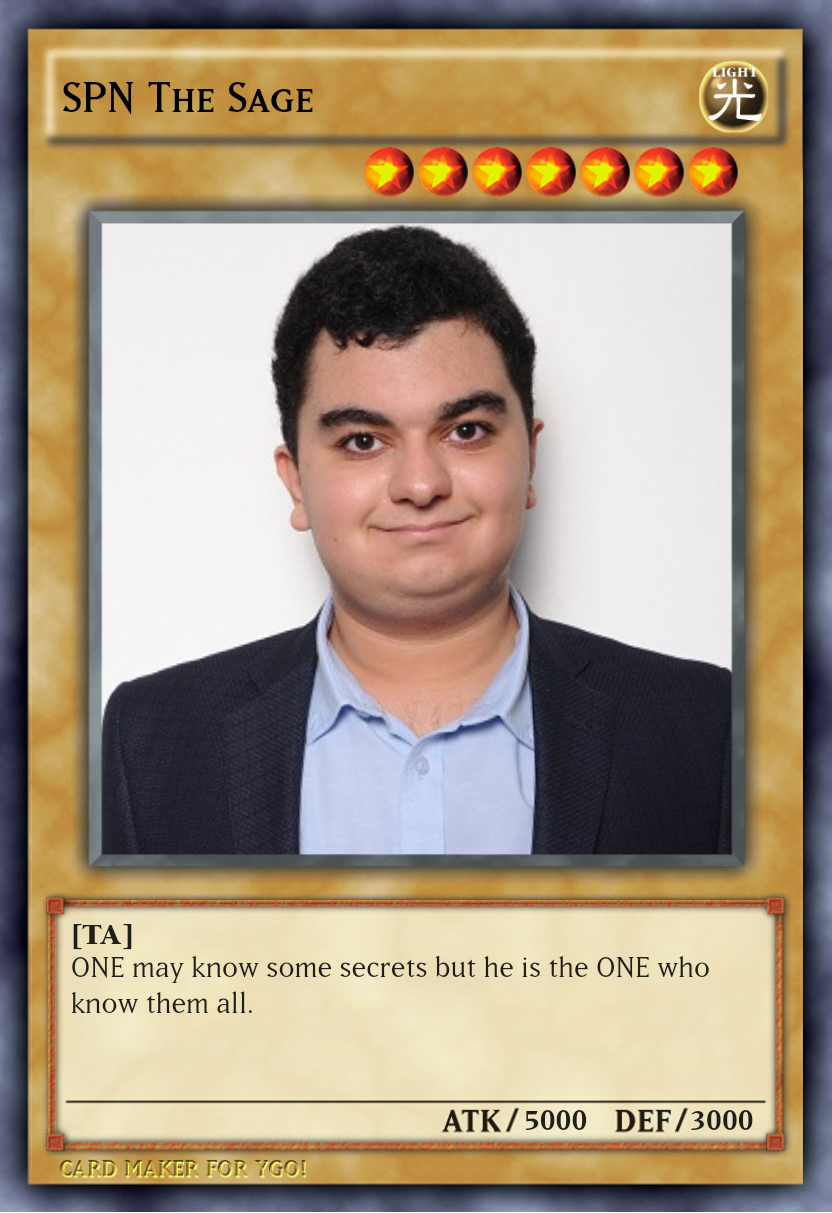 SPN The Sage
LIGHT
光
[TA]
ONE may know some secrets but he is the ONE who
know them all.
ATK/5000 DEF/3000
CARD MAKER FOR YGO!